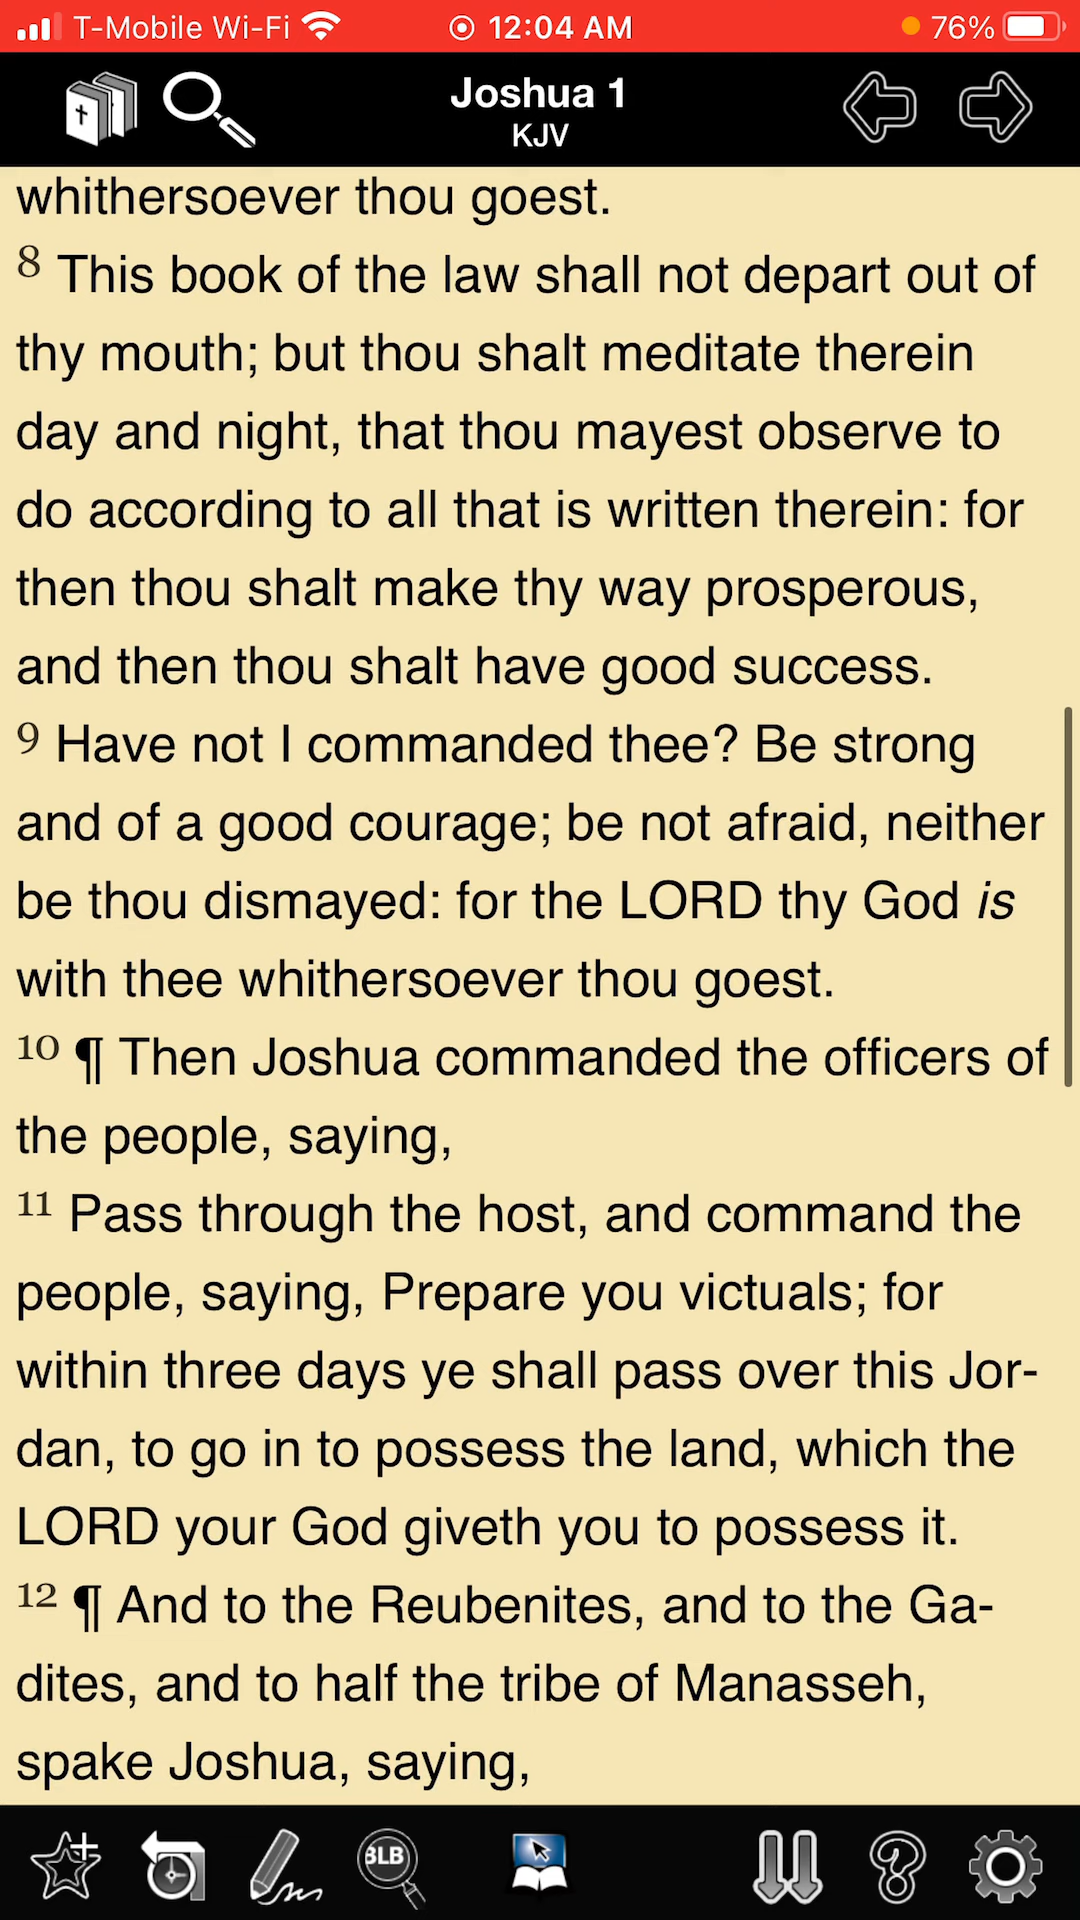 T-Mobile Wi-Fi 12:04 AM 76%
Joshua 1
KJV
whithersoever thou goest.
8 This book of the law shall not depart out of
thy mouth; but thou shalt meditate therein
day and night, that thou mayest observe to
do according to all that is written therein: for
then thou shalt make thy way prosperous,
and then thou shalt have good success.
9 Have not I commanded thee? Be strong
and of a good courage; be not afraid, neither
be thou dismayed: for the LORD thy God is
with thee whithersoever thou goest.
10 ¶ Then Joshua commanded the officers of
the people, saying,
11 Pass through the host, and command the
people, saying, Prepare you victuals; for
within three days ye shall pass over this Jor-
dan, to go in to possess the land, which the
LORD your God giveth you to possess it.
12 ¶ And to the Reubenites, and to the Ga-
dites, and to half the tribe of Manasseh,
spake Joshua, saying,
BLB